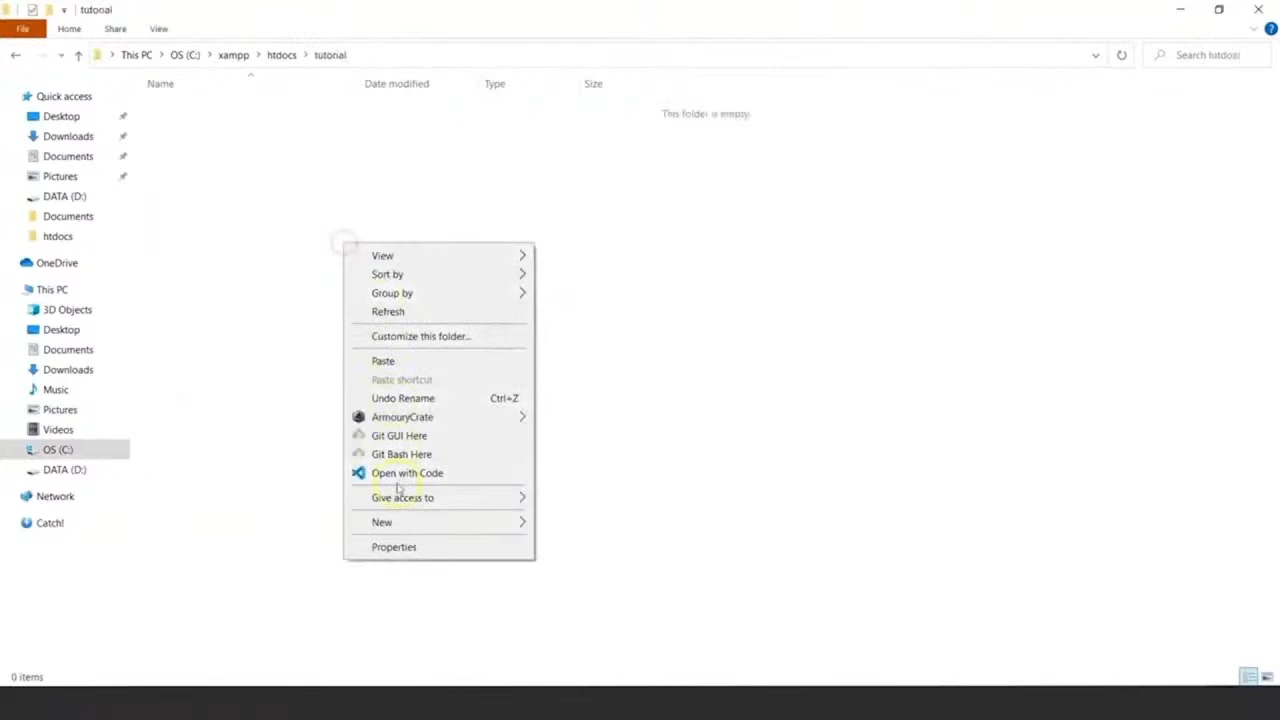 tutorial
File Home Share View
This PC OS (C:) xampp htdocs tutorial
Name Date modified Type Size
This folder is empty.
Quick access
Desktop
Downloads
Documents
Pictures
DATA (D:)
Documents
htdocs
OneDrive
This PC
3D Objects
Desktop
Documents
Downloads
Music
Pictures
Videos
OS (C:)
DATA (D:)
Network
Catch!
View
Sort by
Group by
Refresh
Customize this folder...
Paste
Paste shortcut
Undo Rename Ctrl+Z
ArmouryCrate
Git GUI Here
Git Bash Here
Open with Code
Give access to
New
Properties
0 items